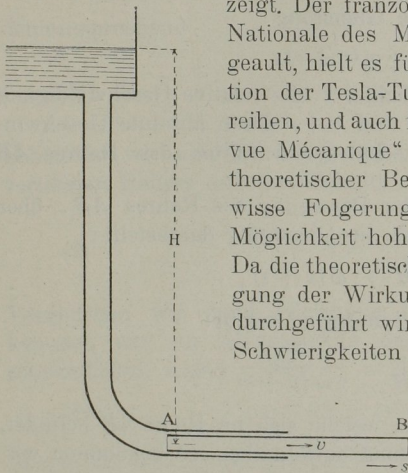 zeigt. Der franzö
Nationale des M
geault, hielt es fü
tion der Tesla-Tu
reihen, und auch
vue Mécanique“
theoretischer Be
wisse Folgerung
Möglichkeit hoh
Da die theoretisc
gung der Wirku
durchgeführt wir
Schwierigkeiten
H
A
B
v
s